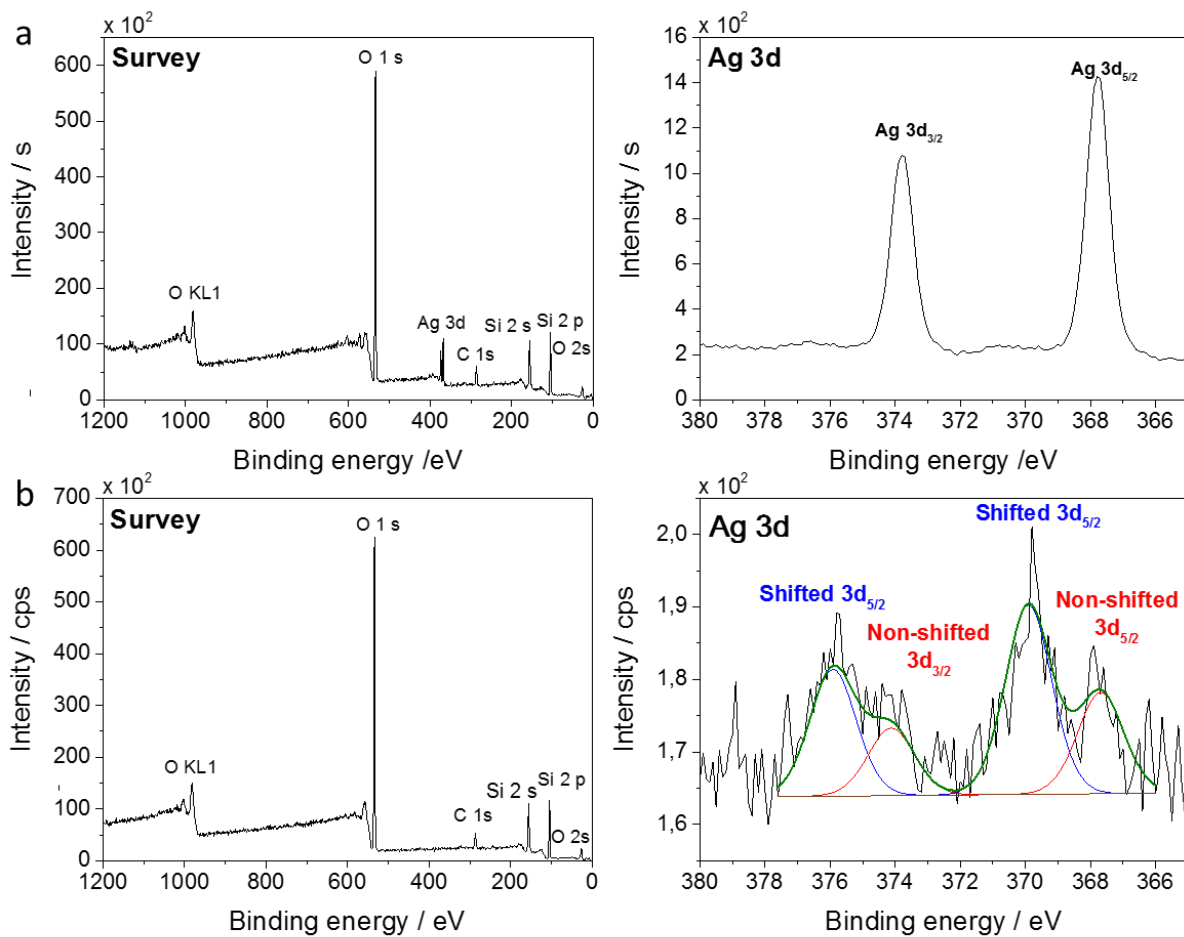 a
x 10²
Survey
O 1 s
O KL1
Ag 3d
C 1s
Si 2 s
Si 2 p
O 2s
600
500
400
300
200
100
0
Intensity / s
1200 1000 800 600 400 200 0
Binding energy /eV
x 10²
Ag 3d
Ag 3d3/2
Ag 3d5/2
16
14
12
10
8
6
4
2
0
Intensity / s
380 378 376 374 372 370 368 366
Binding energy /eV
b
x 10²
Survey
O 1 s
O KL1
C 1s
Si 2 s
Si 2 p
O 2s
700
600
500
400
300
200
100
0
Intensity / cps
1200 1000 800 600 400 200 0
Binding energy / eV
x 10²
Ag 3d
Shifted 3d5/2
Shifted 3d5/2
Non-shifted
3d3/2
Non-shifted
3d5/2
2,0
1,9
1,8
1,7
1,6
Intensity / cps
380 378 376 374 372 370 368 366
Binding energy / eV